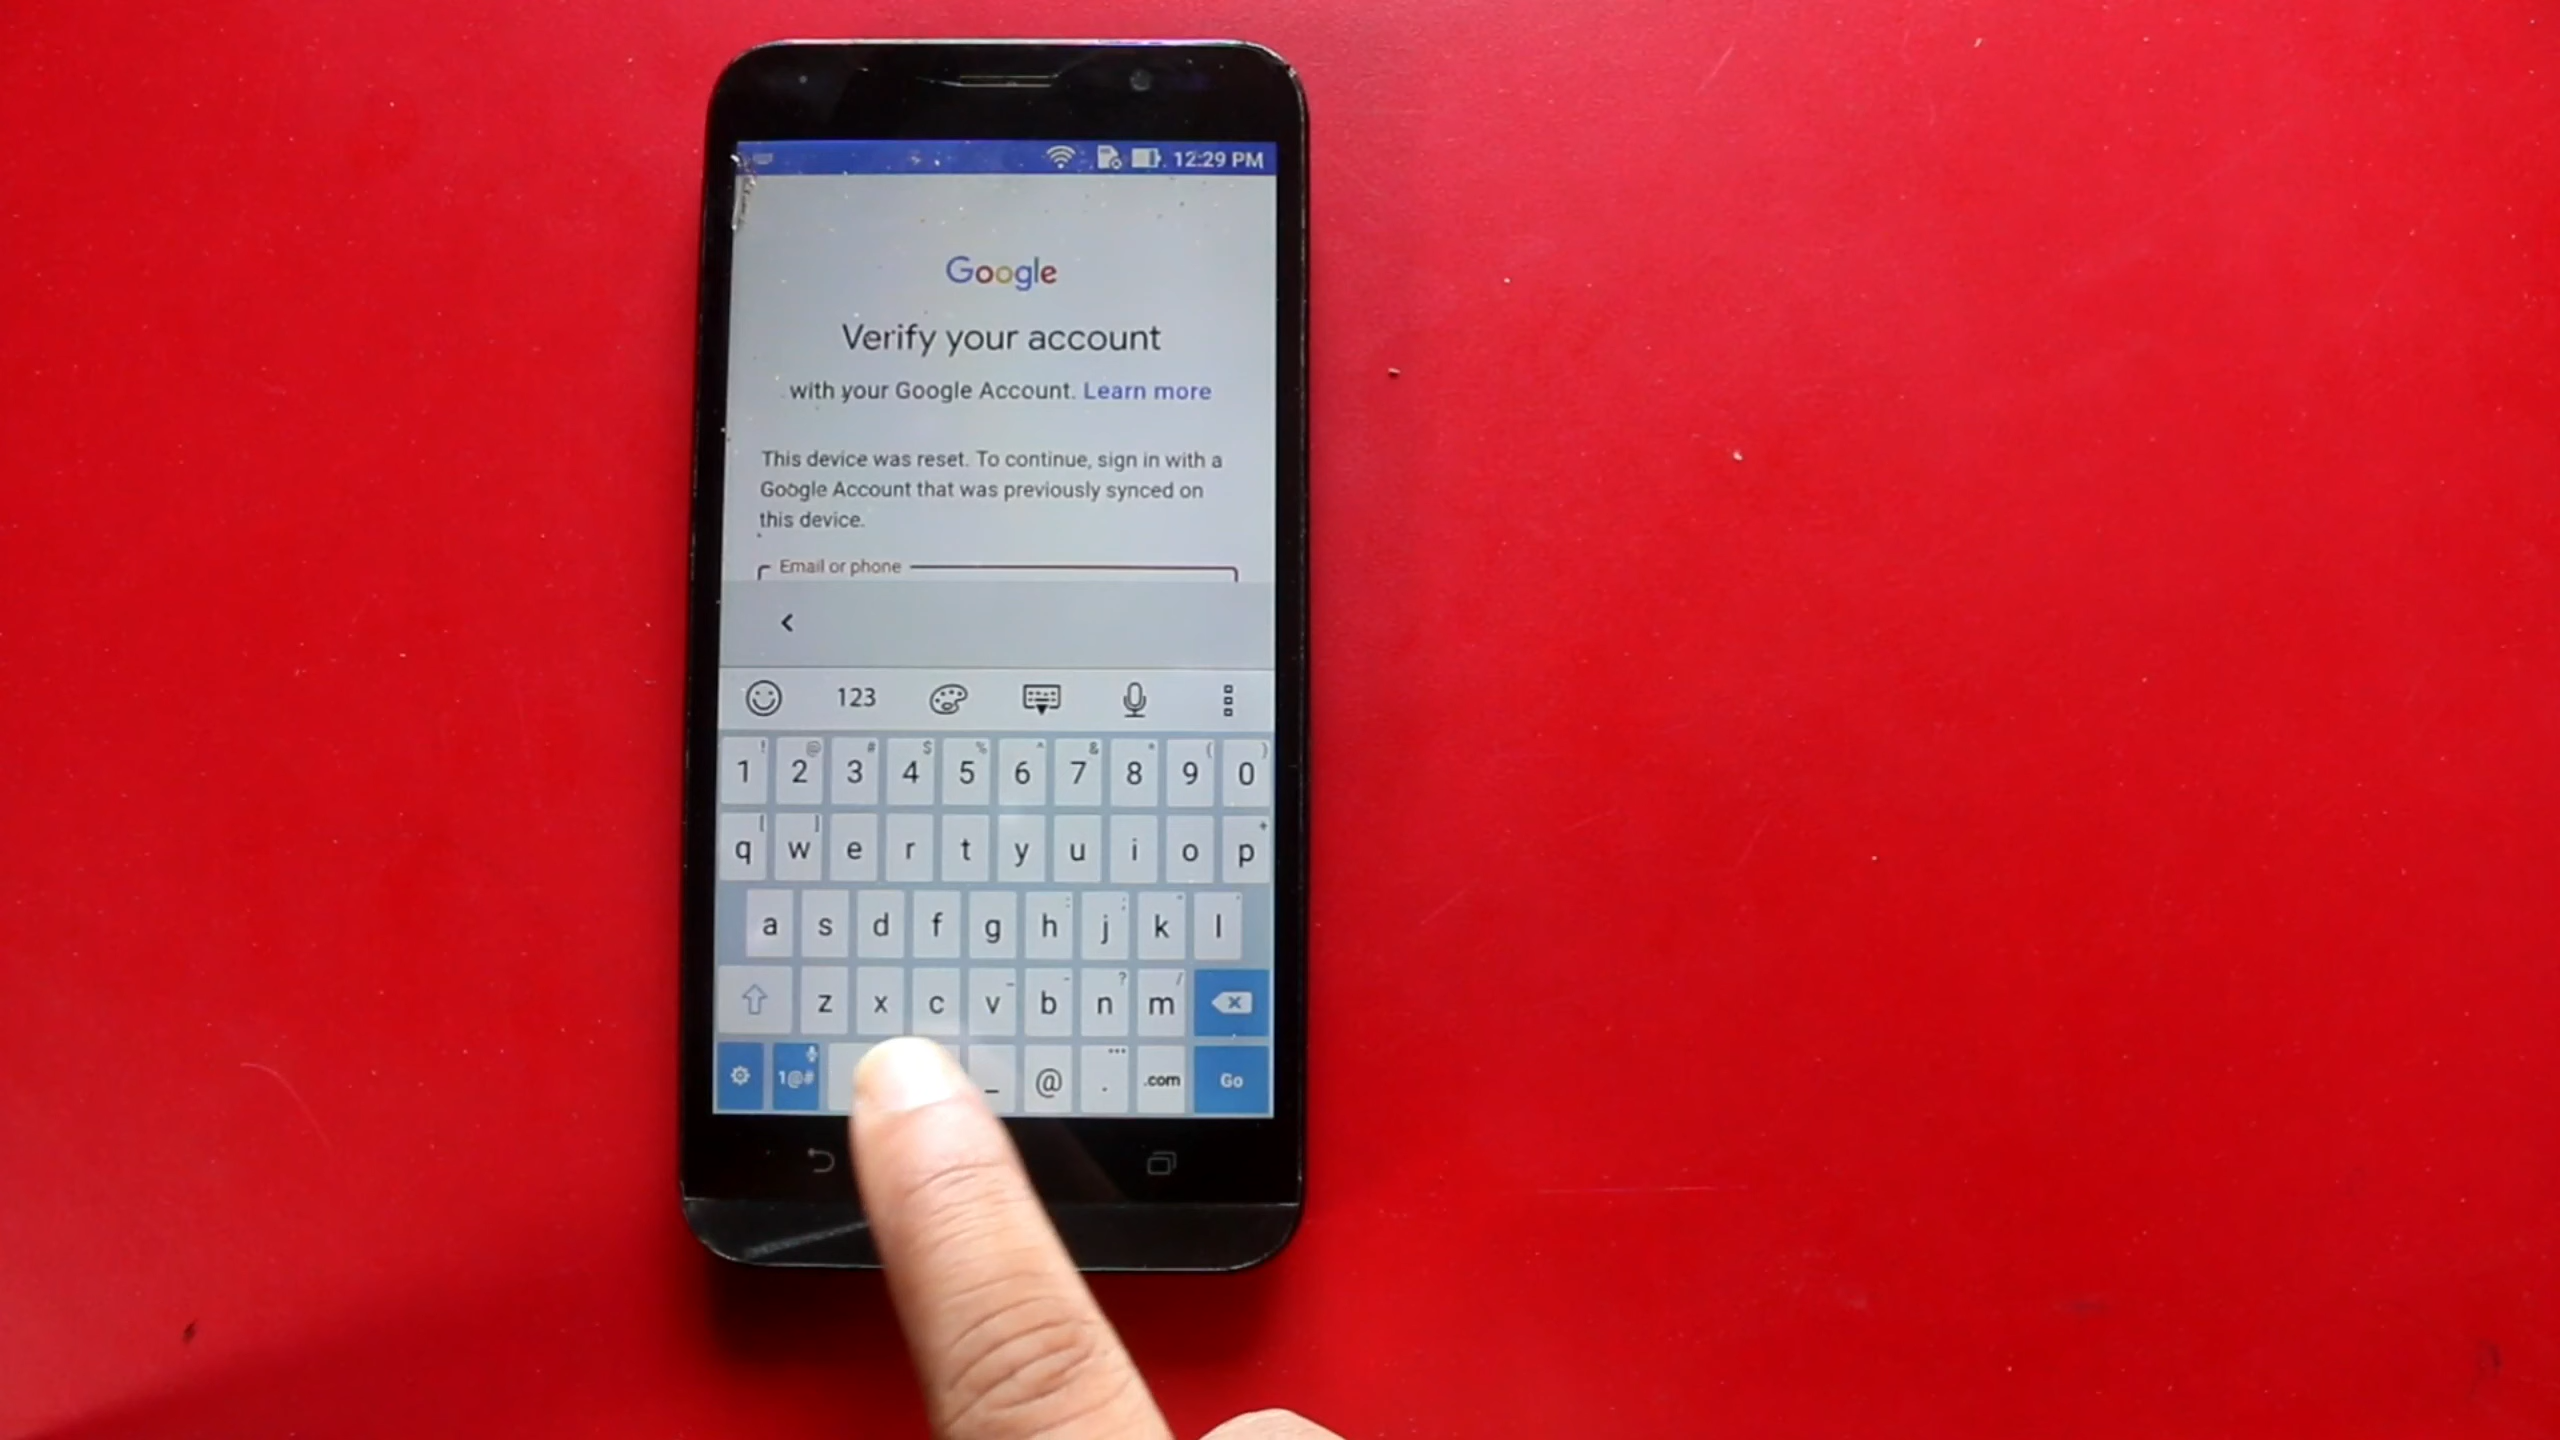 12:29 PM
Google
Verify your account
with your Google Account. Learn more
This device was reset. To continue, sign in with a
Google Account that was previously synced on
this device.
Email or phone
<
123
! @ # $ % ^ & * ( )
1 2 3 4 5 6 7 8 9 0
[ ] +
q w e r t y u i o p
: ;
a s d f g h j k l
- ? /
z x c v b n m
1@# _ @ . .com Go